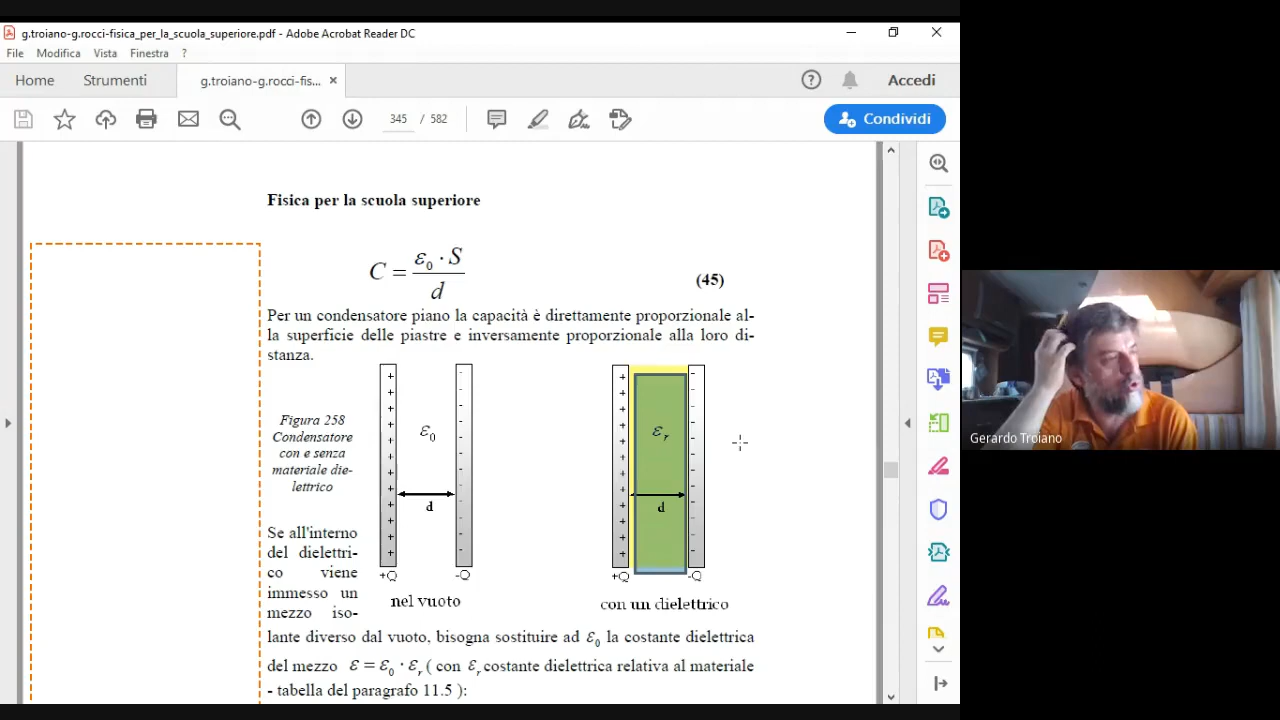 g.troiano-g.rocci-fisica_per_la_scuola_superiore.pdf - Adobe Acrobat Reader DC
File Modifica Vista Finestra ?
Home Strumenti g.troiano-g.rocci-fis... × Accedi
345 / 582 Condividi
Fisica per la scuola superiore
C = ε₀ · S / d (45)
Per un condensatore piano la capacità è direttamente proporzionale al-
la superficie delle piastre e inversamente proporzionale alla loro di-
stanza.
Figura 258
Condensatore
con e senza
materiale die-
lettrico
ε₀
d
+Q -Q
nel vuoto
εᵣ
d
+Q -Q
con un dielettrico
Se all'interno
del dielettri-
co viene
immesso un
mezzo iso-
lante diverso dal vuoto, bisogna sostituire ad ε₀ la costante dielettrica
del mezzo ε = ε₀ · εᵣ ( con εᵣ costante dielettrica relativa al materiale
- tabella del paragrafo 11.5 ):
Gerardo Troiano